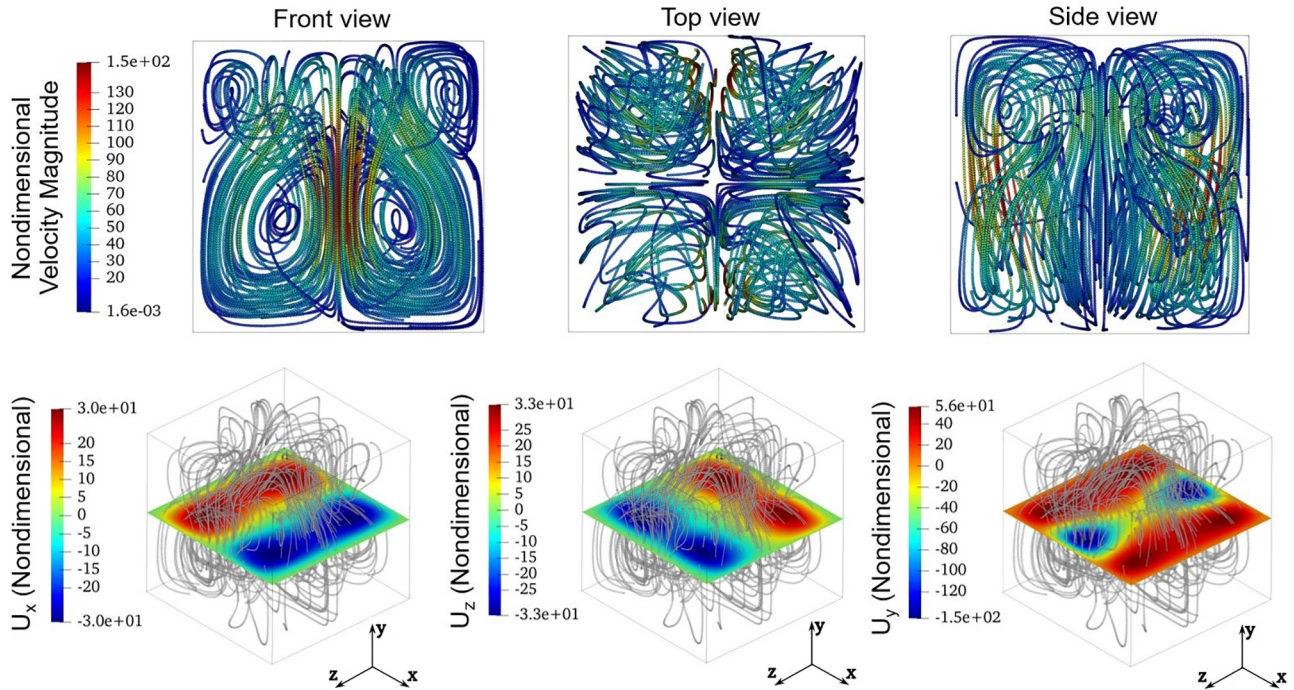 Front view
Top view
Side view
Nondimensional
Velocity Magnitude
1.5e+02
130
120
110
100
90
80
70
60
50
40
30
20
1.6e-03
Ux (Nondimensional)
3.0e+01
20
15
10
5
0
-5
-10
-15
-20
-3.0e+01
y
z
x
Uz (Nondimensional)
3.3e+01
25
20
15
10
5
0
-5
-10
-15
-20
-25
-3.3e+01
y
z
x
Uy (Nondimensional)
5.6e+01
40
20
0
-20
-40
-60
-80
-100
-120
-1.5e+02
y
z
x